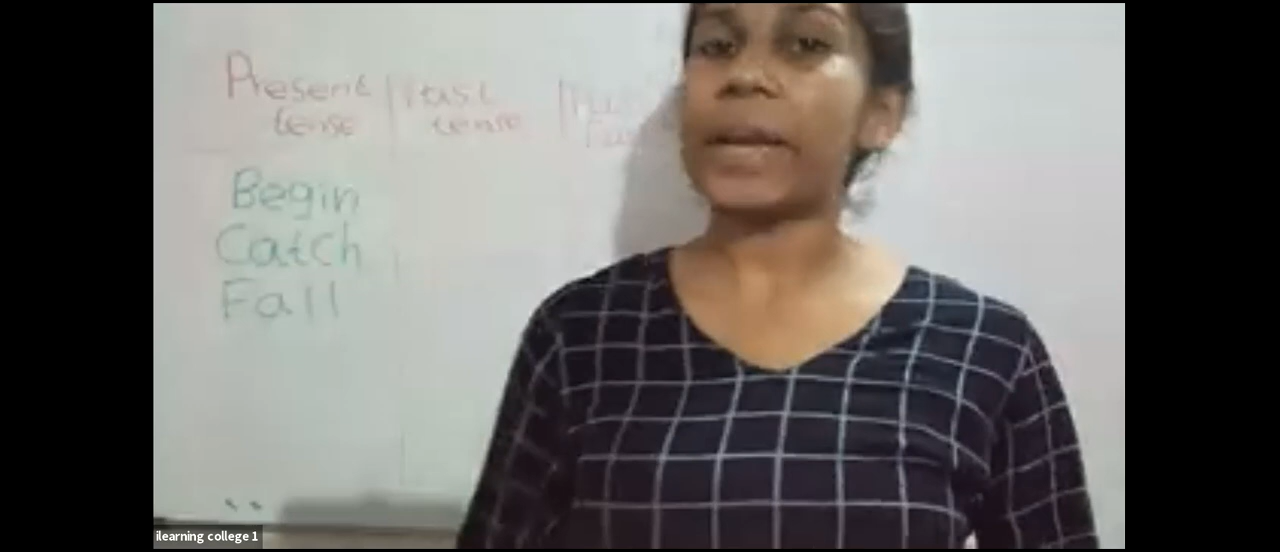 Present Past
tense tense
Begin
Catch
Fall
ilearning college 1